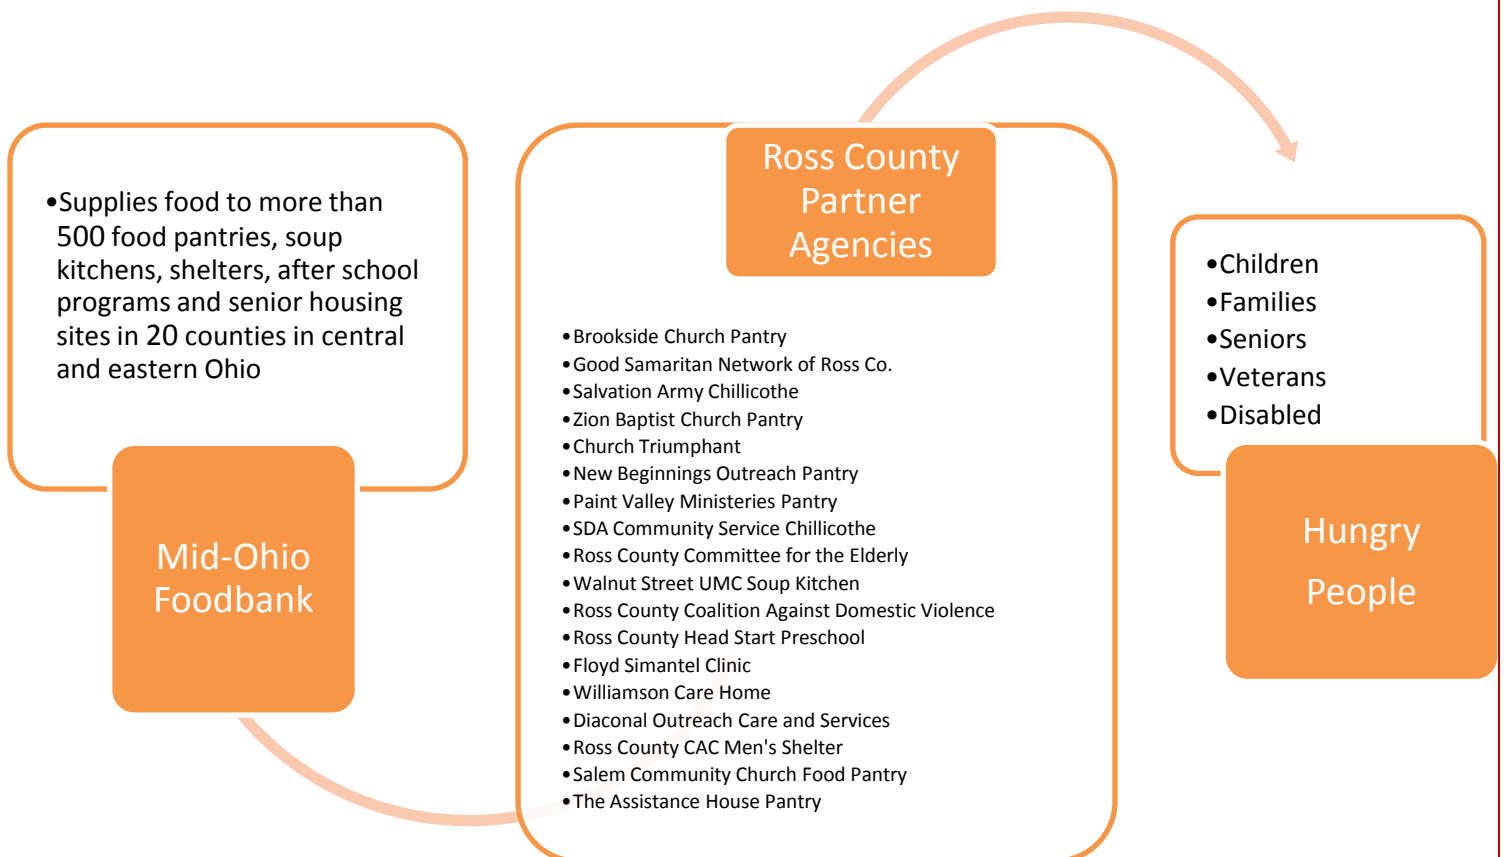 •Supplies food to more than
500 food pantries, soup
kitchens, shelters, after school
programs and senior housing
sites in 20 counties in central
and eastern Ohio
Mid-Ohio
Foodbank
Ross County
Partner
Agencies
•Brookside Church Pantry
•Good Samaritan Network of Ross Co.
•Salvation Army Chillicothe
•Zion Baptist Church Pantry
•Church Triumphant
•New Beginnings Outreach Pantry
•Paint Valley Ministeries Pantry
•SDA Community Service Chillicothe
•Ross County Committee for the Elderly
•Walnut Street UMC Soup Kitchen
•Ross County Coalition Against Domestic Violence
•Ross County Head Start Preschool
•Floyd Simantel Clinic
•Williamson Care Home
•Diaconal Outreach Care and Services
•Ross County CAC Men's Shelter
•Salem Community Church Food Pantry
•The Assistance House Pantry
•Children
•Families
•Seniors
•Veterans
•Disabled
Hungry
People